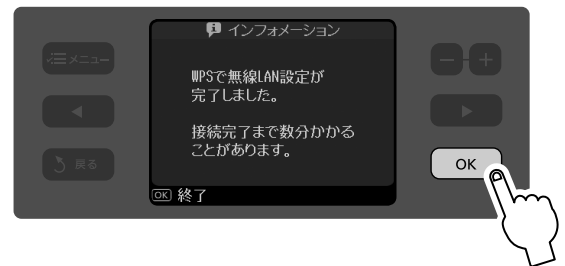 インフォメーション
メニュー
WPSで無線LAN設定が
完了しました。
接続完了まで数分かかる
ことがあります。
戻る
OK
OK 終了